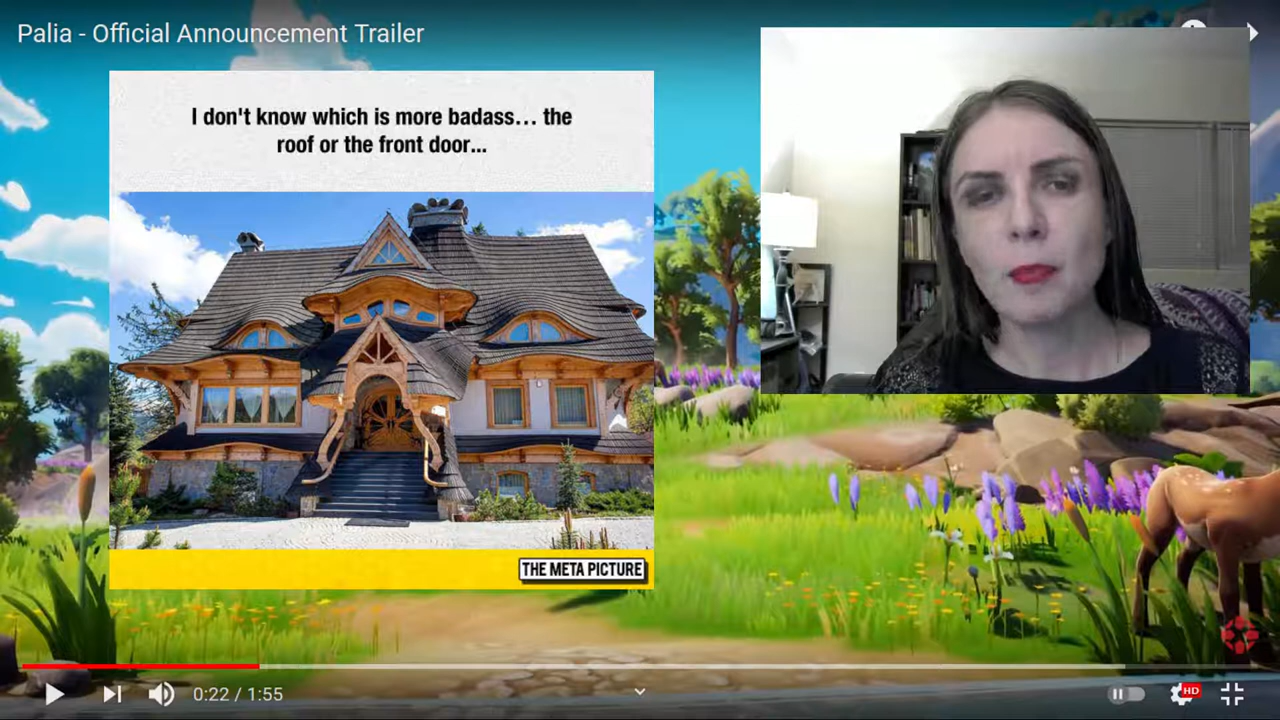 Palia - Official Announcement Trailer
I don't know which is more badass... the
roof or the front door...
THE META PICTURE
0:22 / 1:55
HD